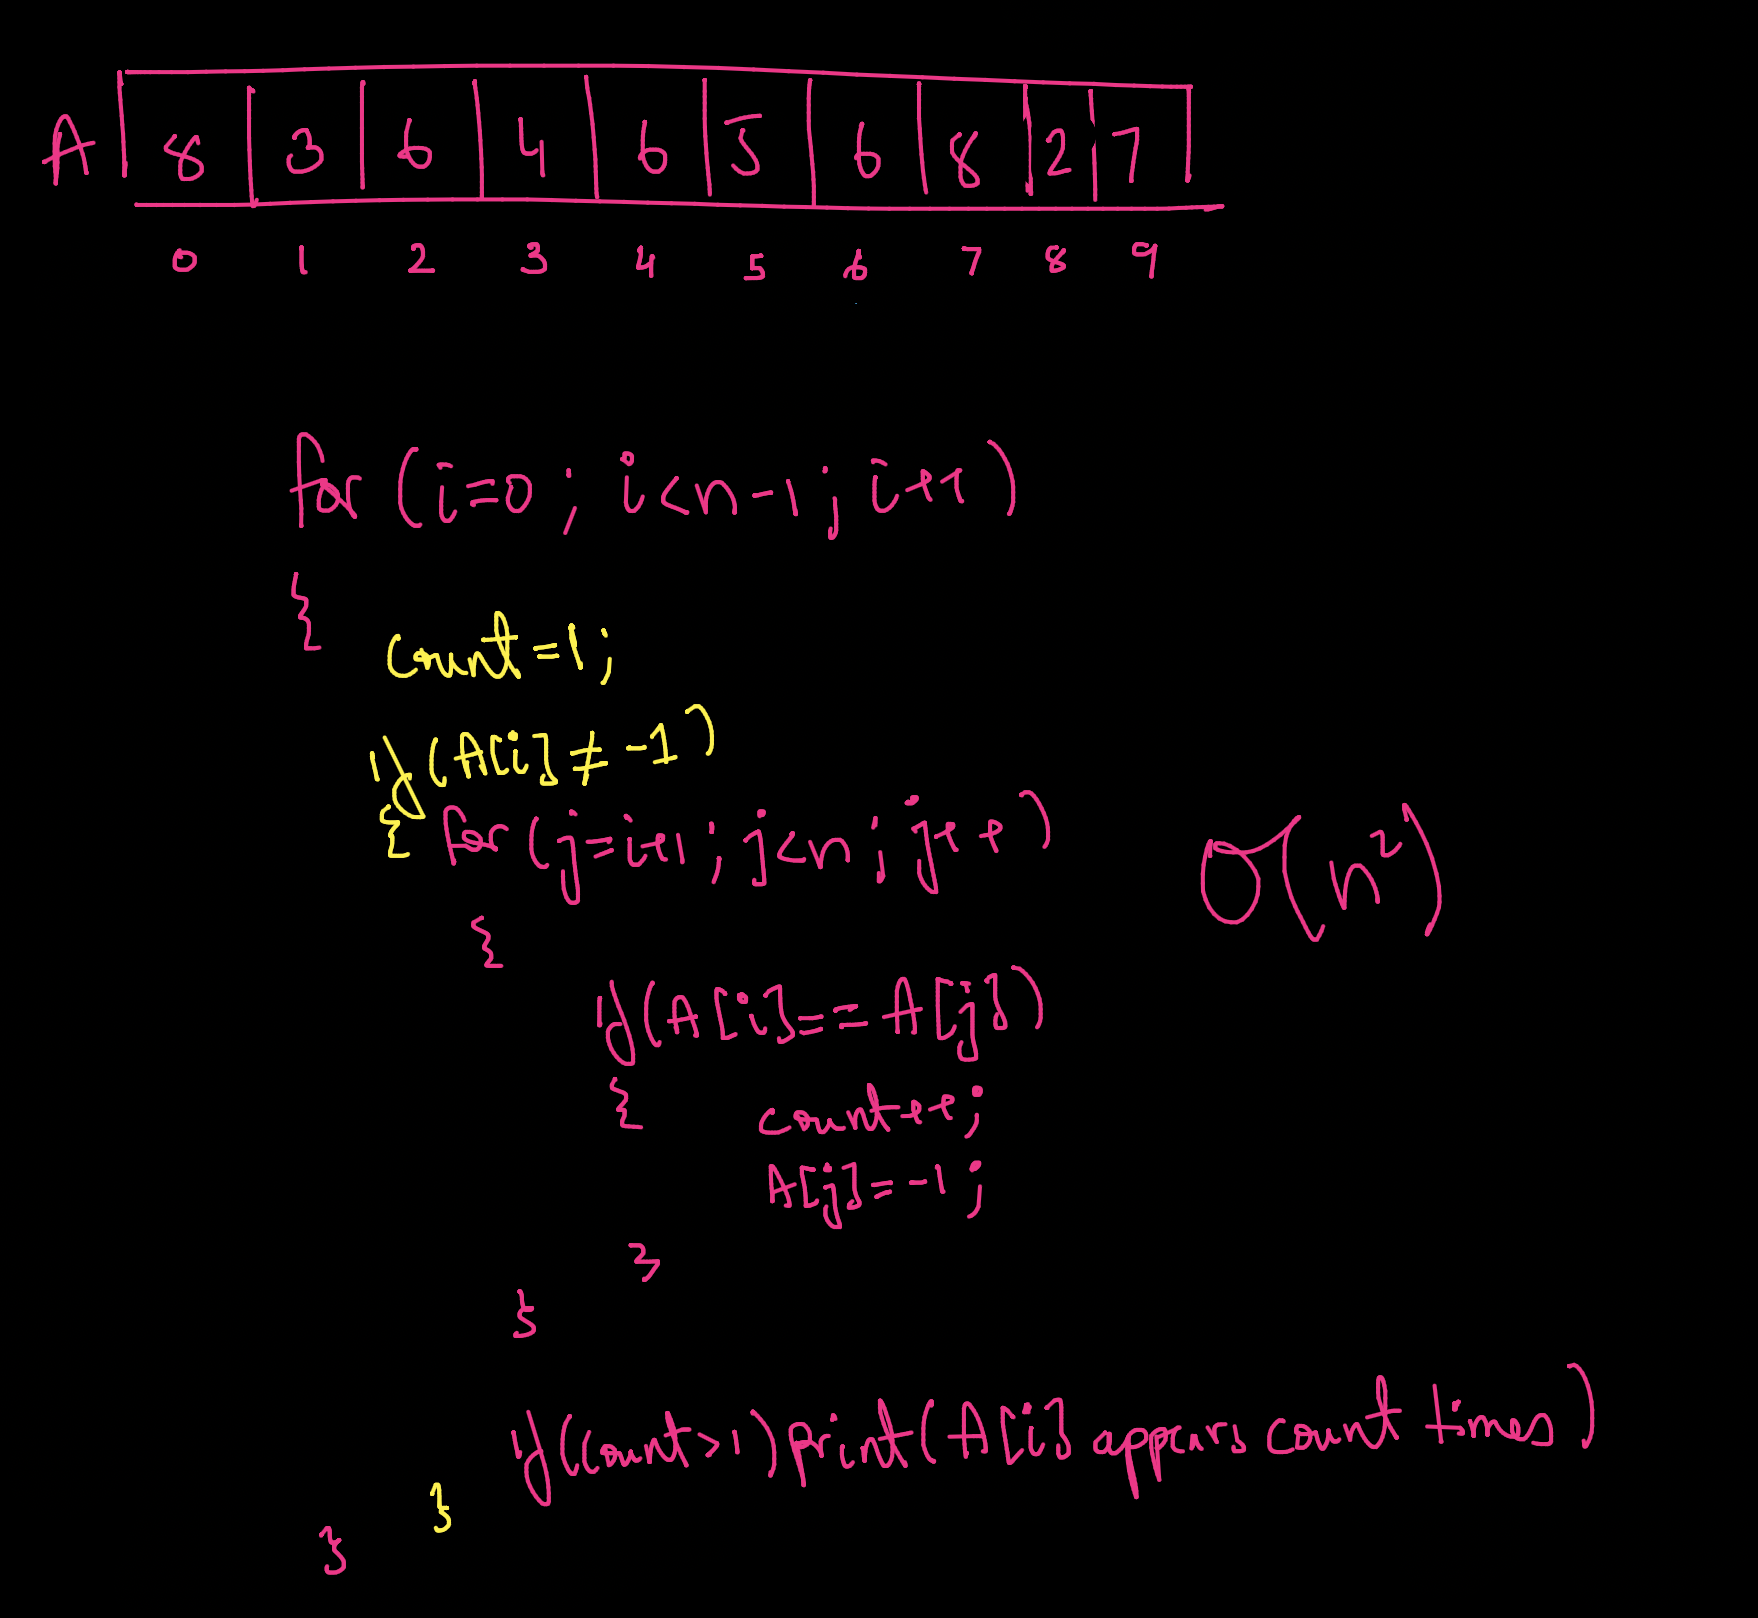 A 8 3 6 4 6 5 6 8 2 7
0 1 2 3 4 5 6 7 8 9
for (i=0; i<n-1; i++)
{
count=1;
if(A[i] ≠ -1)
{ for (j=i+1; j<n; j++)
O(n²)
{
if(A[i]==A[j])
{ count++;
A[j]=-1;
}
}
if(count>1)print(A[i] appears count times)
}
}